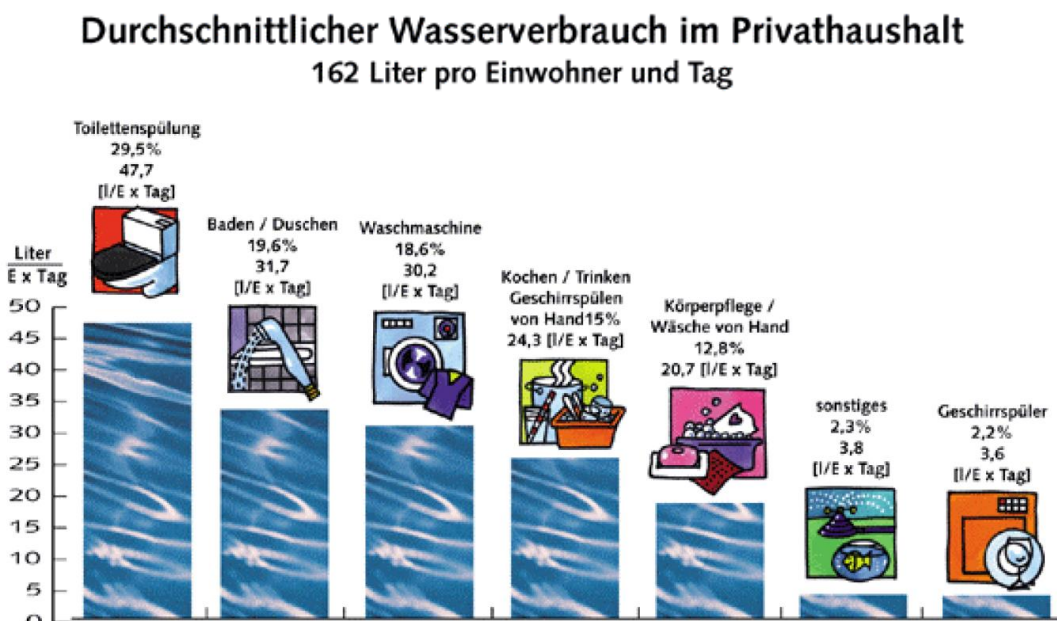 Durchschnittlicher Wasserverbrauch im Privathaushalt
162 Liter pro Einwohner und Tag
Toilettenspülung
29,5%
47,7
[l/E x Tag]
Baden / Duschen
19,6%
31,7
[l/E x Tag]
Waschmaschine
18,6%
30,2
[l/E x Tag]
Kochen / Trinken
Geschirrspülen
von Hand15%
24,3 [l/E x Tag]
Körperpflege /
Wäsche von Hand
12,8%
20,7 [l/E x Tag]
sonstiges
2,3%
3,8
[l/E x Tag]
Geschirrspüler
2,2%
3,6
[l/E x Tag]
Liter
E x Tag
50
45
40
35
30
25
20
15
10
5
0